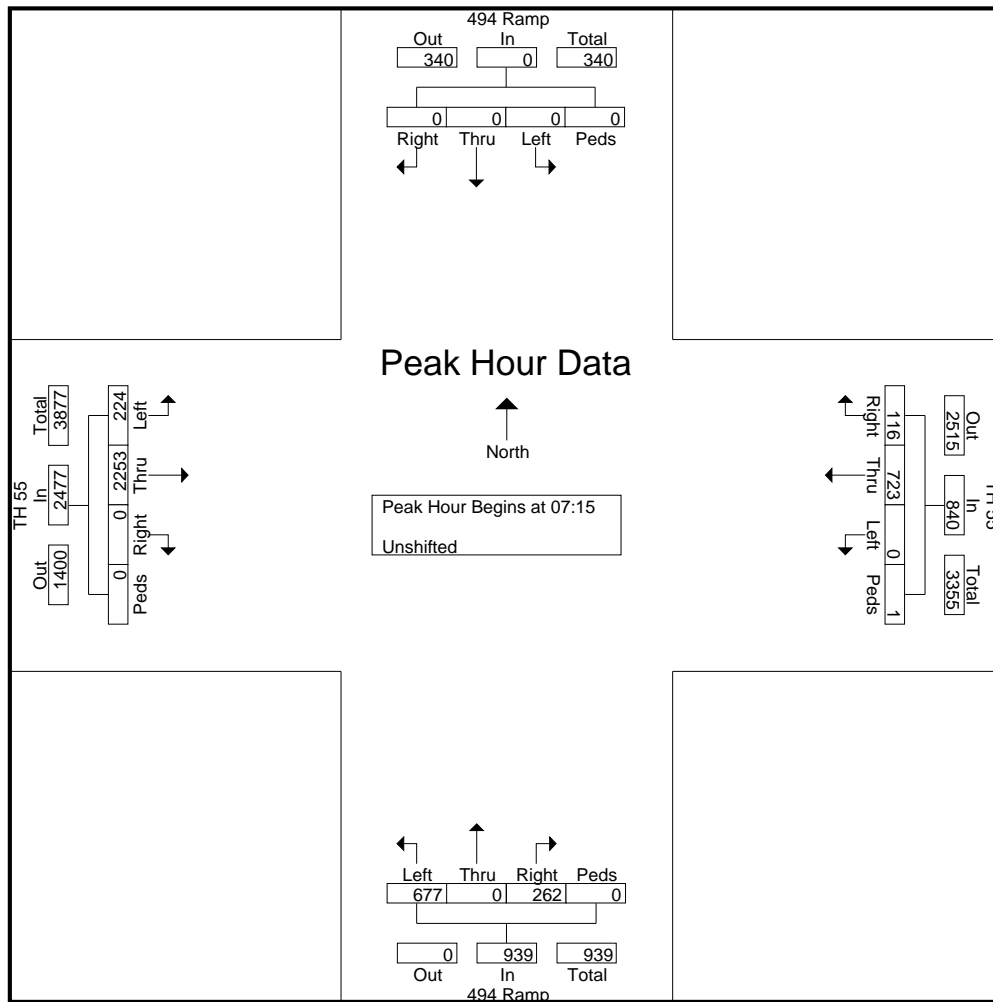 494 Ramp
Out In Total
340 0 340
0 0 0 0
Right Thru Left Peds
Peak Hour Data
North
Peak Hour Begins at 07:15
Unshifted
TH 55
Total In Out
3877 2477 1400
224 2253 0 0
Left Thru Right Peds
Right Thru Left Peds
116 723 0 1
Out In Total
2515 840 3355
TH 55
Left Thru Right Peds
677 0 262 0
0 939 939
Out In Total
494 Ramp